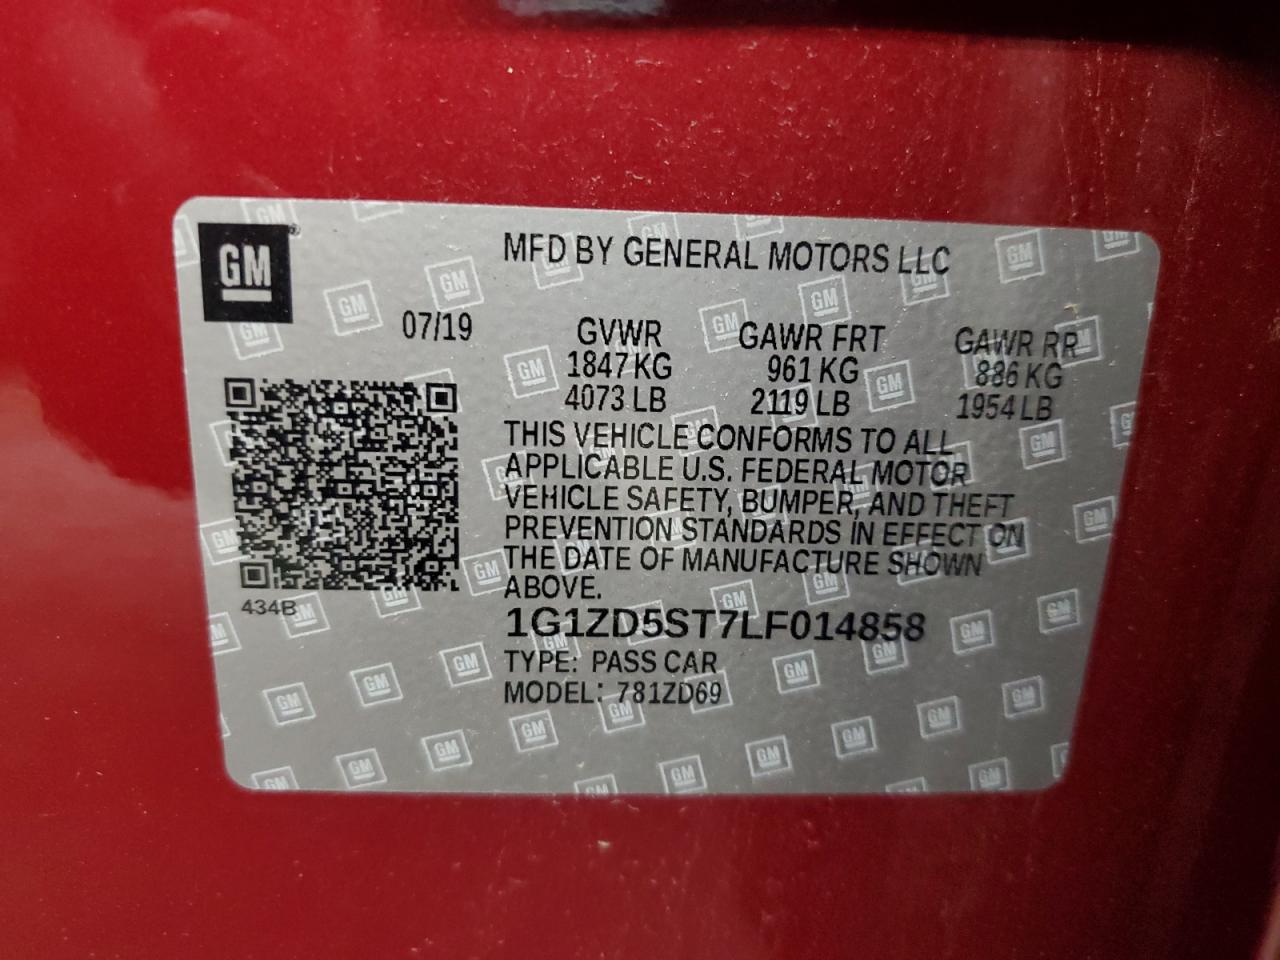 GM
MFD BY GENERAL MOTORS LLC
07/19
GVWR GAWR FRT GAWR RR
1847 KG 961 KG 886 KG
4073 LB 2119 LB 1954 LB
THIS VEHICLE CONFORMS TO ALL
APPLICABLE U.S. FEDERAL MOTOR
VEHICLE SAFETY, BUMPER, AND THEFT
PREVENTION STANDARDS IN EFFECT ON
THE DATE OF MANUFACTURE SHOWN
ABOVE.
434B
1G1ZD5ST7LF014858
TYPE: PASS CAR
MODEL: 781ZD69